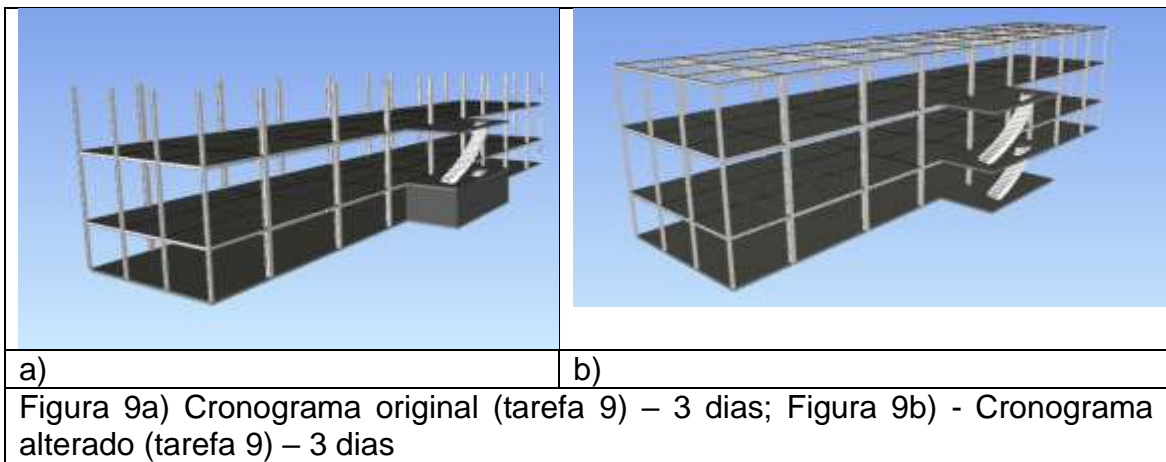 a)
b)
Figura 9a) Cronograma original (tarefa 9) – 3 dias; Figura 9b) - Cronograma
alterado (tarefa 9) – 3 dias